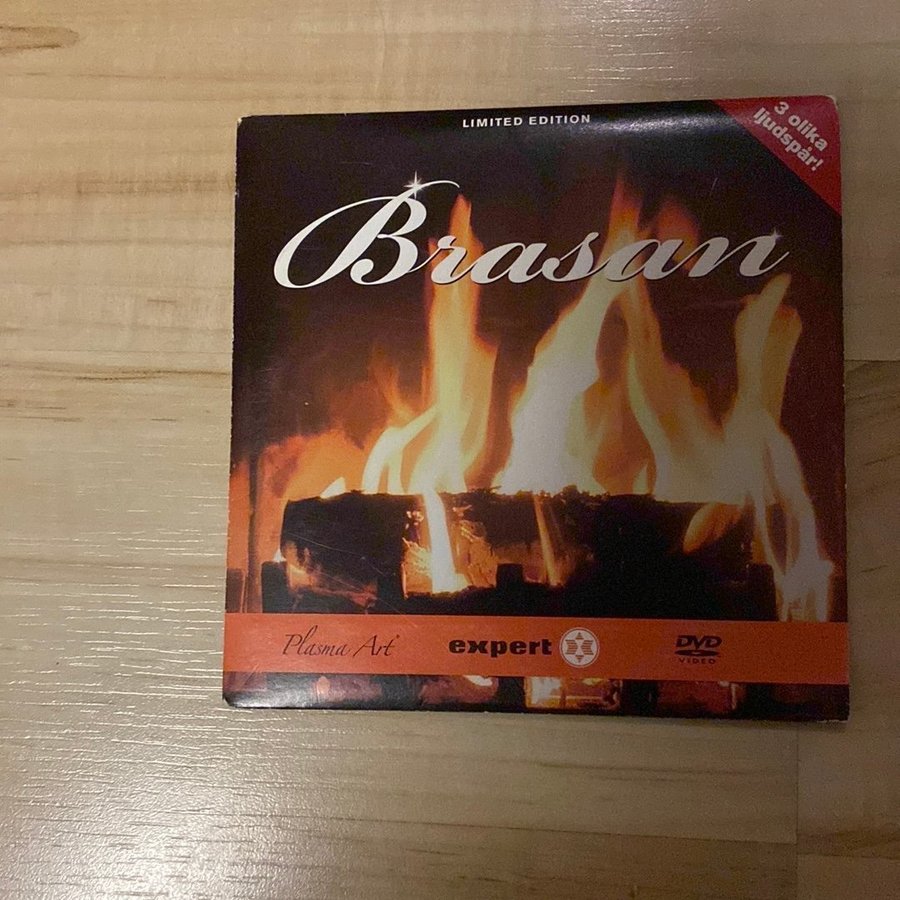 LIMITED EDITION
3 olika
ljudspår!
Brasan
Plasma Art
expert
DVD
VIDEO